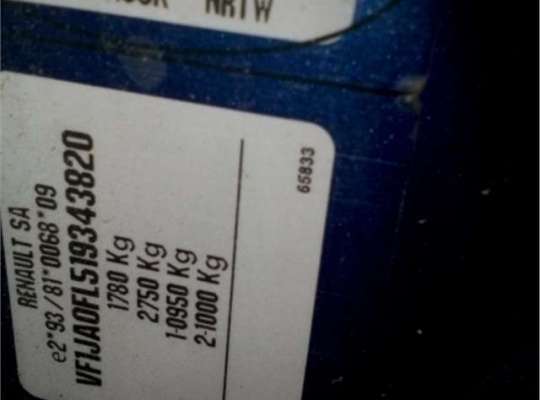 NRTW
RENAULT SA
e2*93/81*0068*09
VF1JA0FL519343820
1780 Kg
2750 Kg
1-0950 Kg
2-1000 Kg
65833